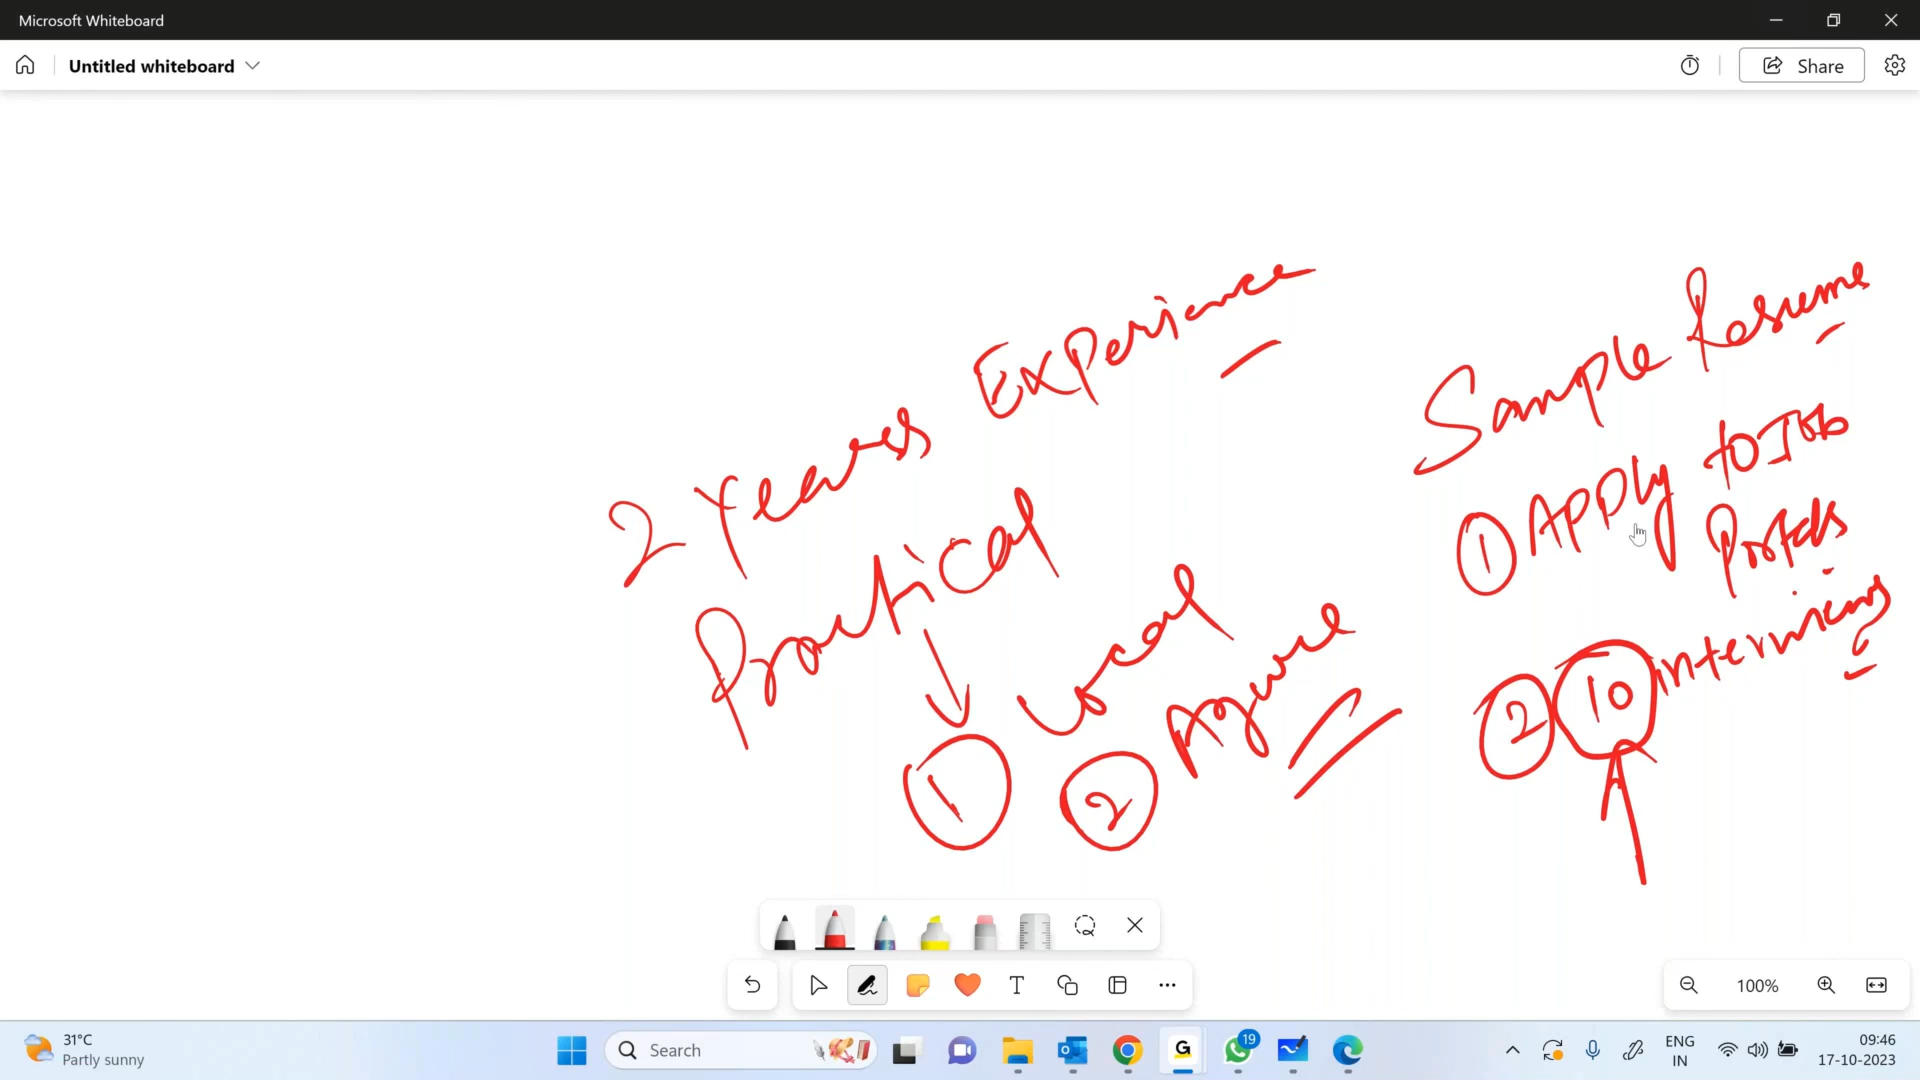 Microsoft Whiteboard
Untitled whiteboard
Share
2 Years Experience
Practical
① Local
② Azure
Sample Resume
① APPly to Job
Portals
② 10 interviews
100%
31°C
Partly sunny
Search
G
19
ENG
IN
09:46
17-10-2023